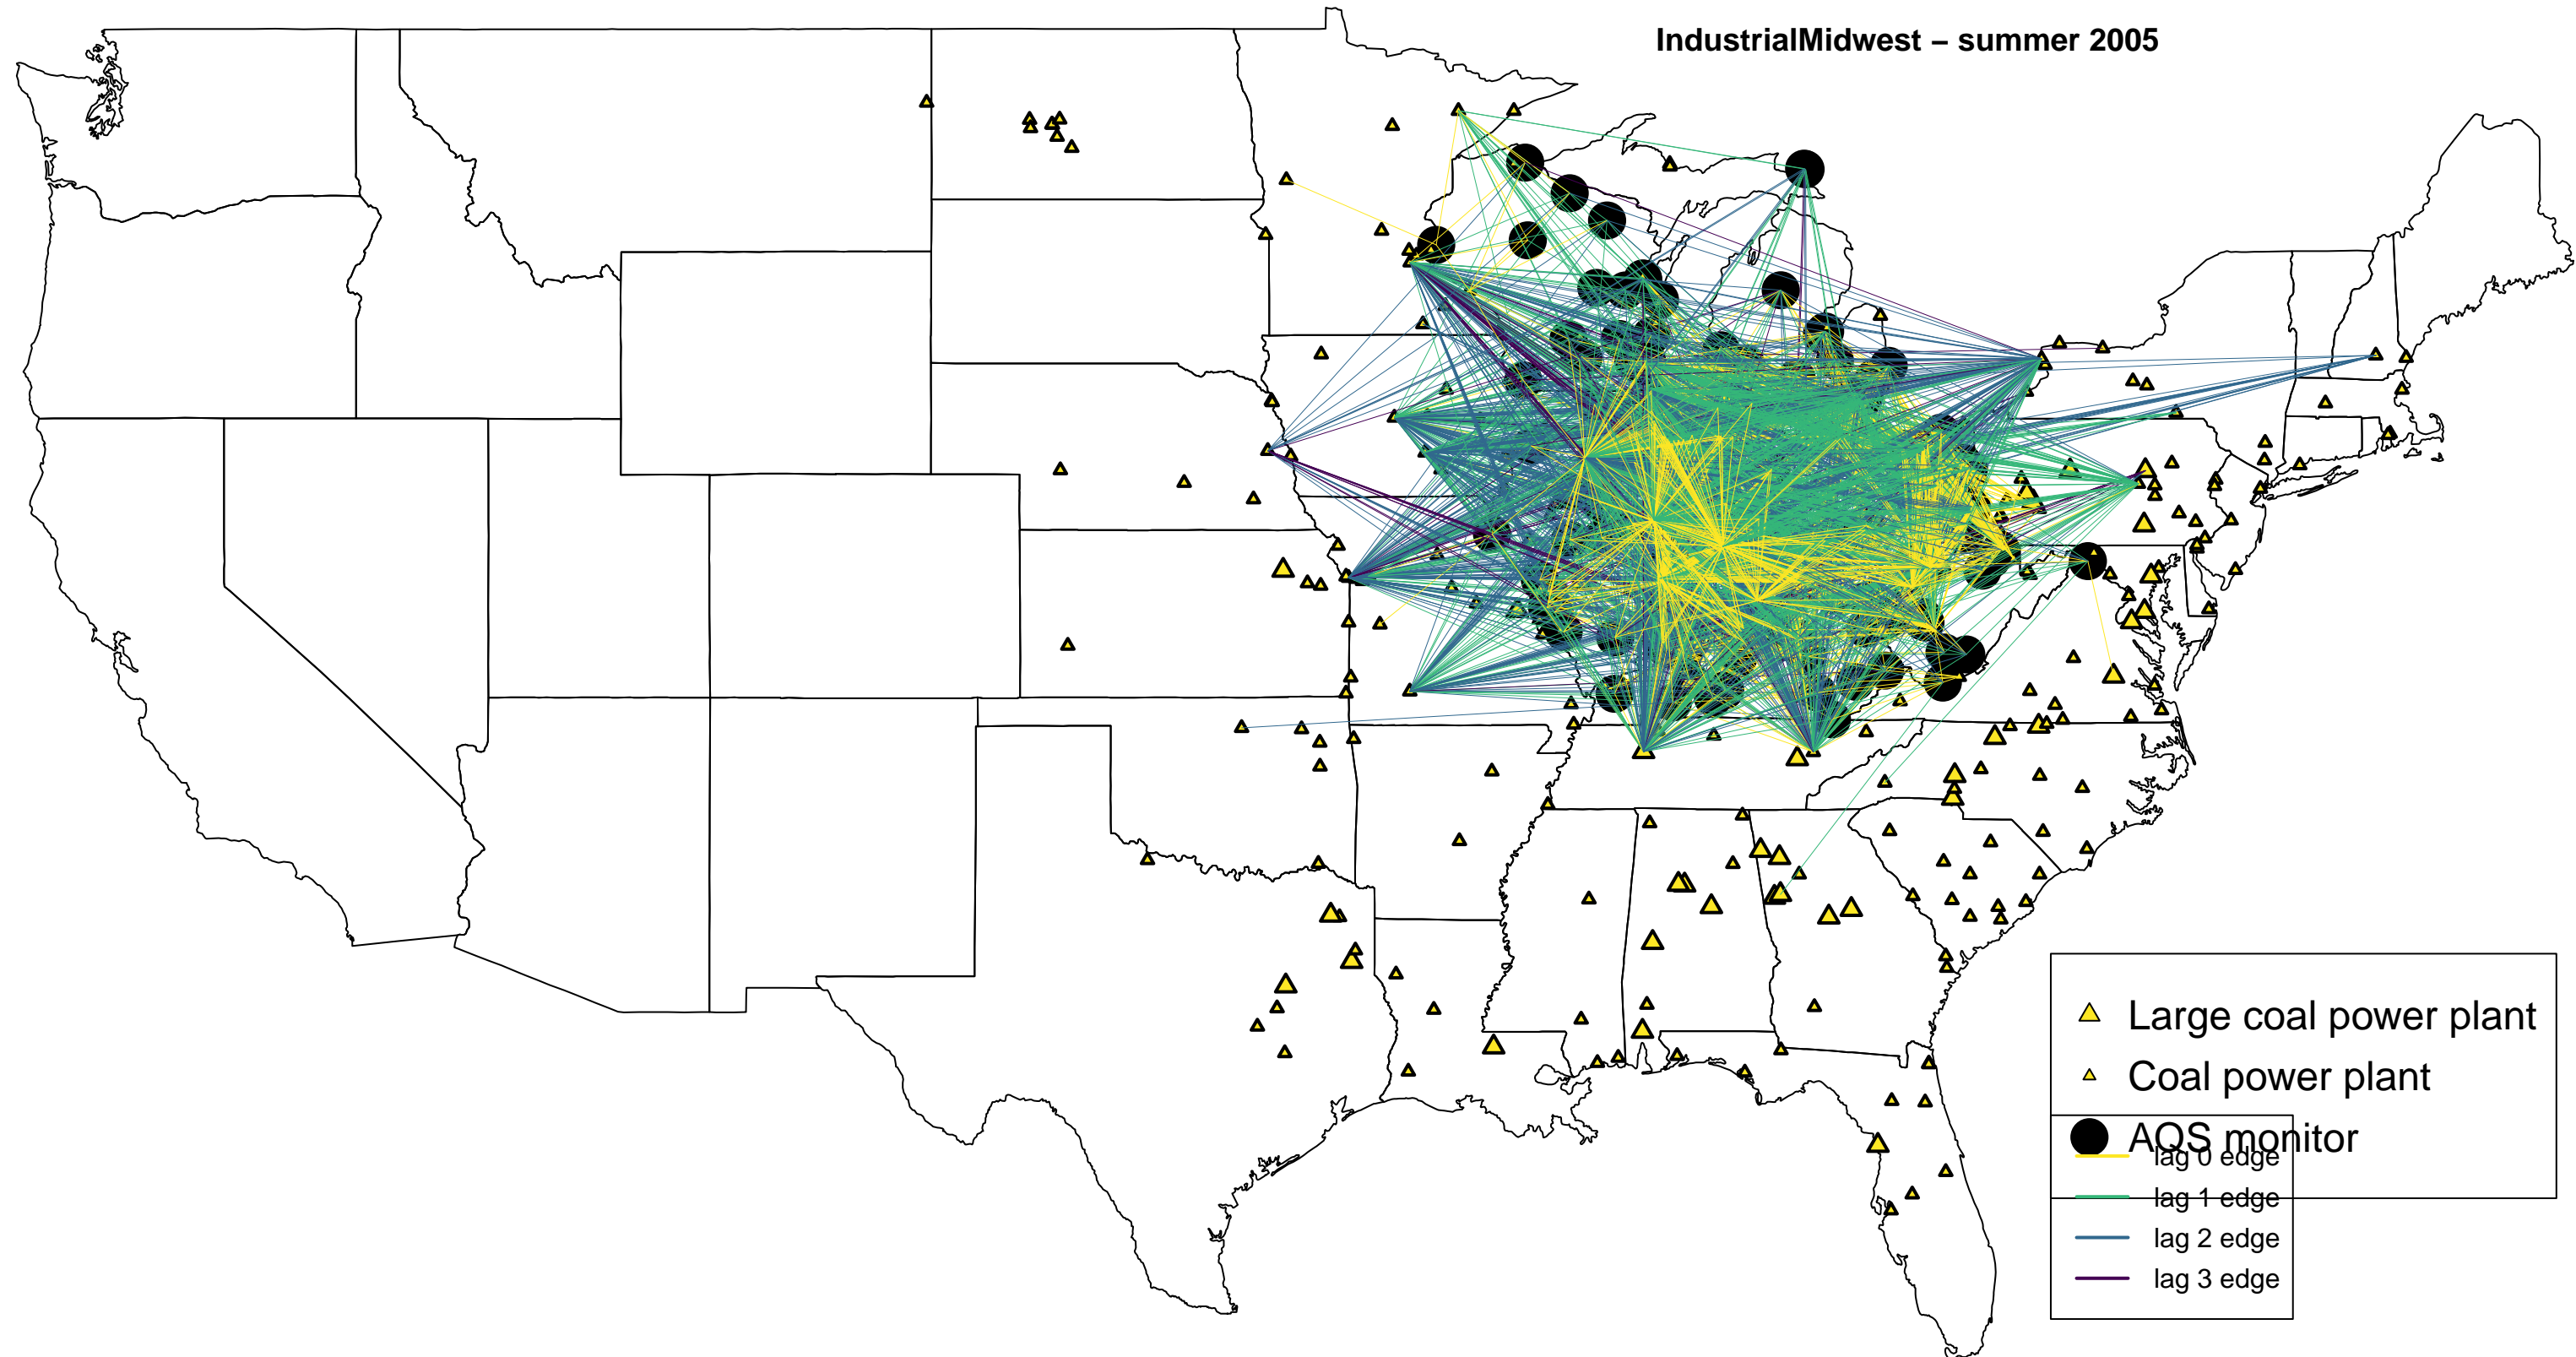 IndustrialMidwest – summer 2005
Large coal power plant
Coal power plant
AQS monitor
lag 0 edge
lag 1 edge
lag 2 edge
lag 3 edge